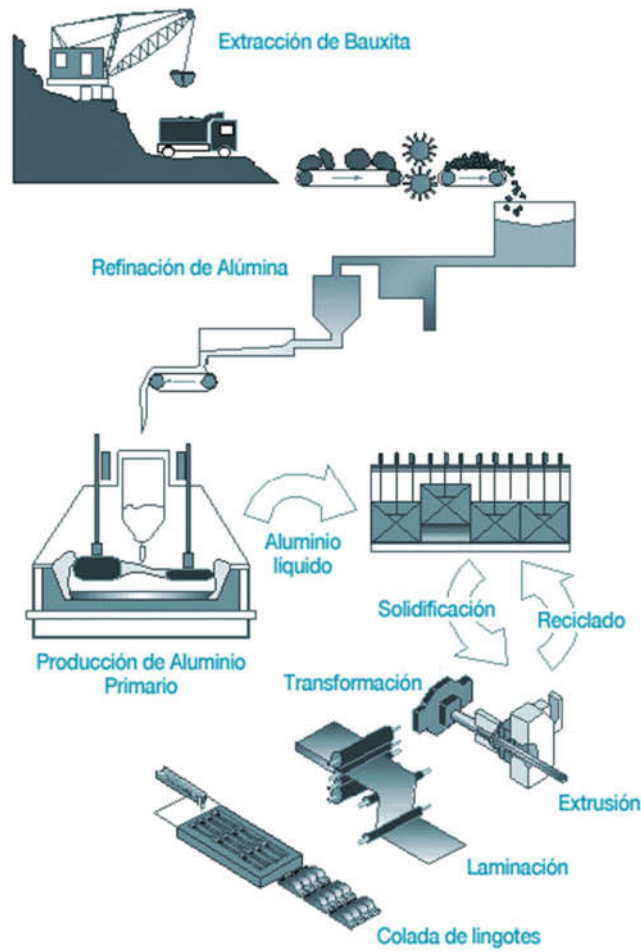 Extracción de Bauxita
Refinación de Alúmina
Aluminio
líquido
Solidificación
Reciclado
Producción de Aluminio
Primario
Transformación
Extrusión
Laminación
Colada de lingotes